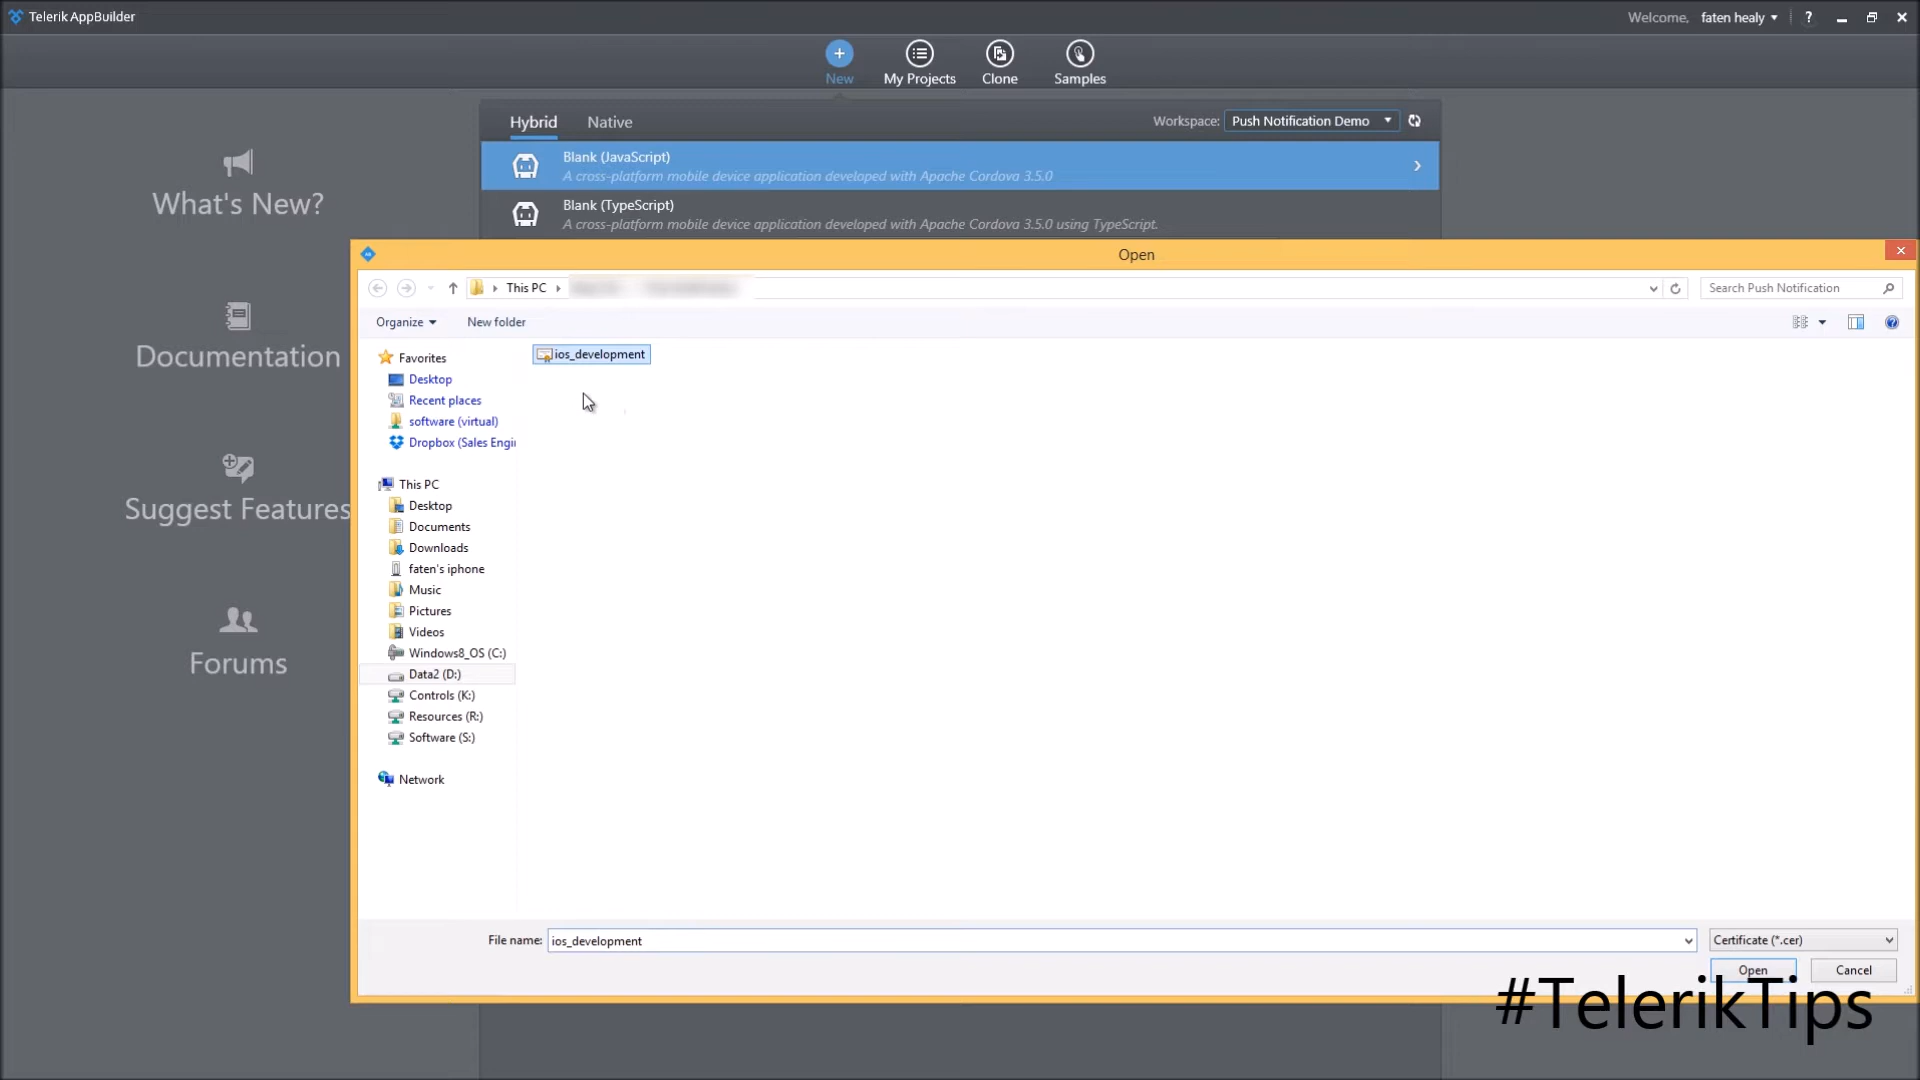 Telerik AppBuilder
Welcome, faten healy ?
New My Projects Clone Samples
Hybrid Native Workspace: Push Notification Demo
Blank (JavaScript)
A cross-platform mobile device application developed with Apache Cordova 3.5.0
Blank (TypeScript)
A cross-platform mobile device application developed with Apache Cordova 3.5.0 using TypeScript.
What's New?
Documentation
Suggest Features
Forums
Open
This PC
Search Push Notification
Organize New folder
Favorites
Desktop
Recent places
software (virtual)
Dropbox (Sales Engi
This PC
Desktop
Documents
Downloads
faten's iphone
Music
Pictures
Videos
Windows8_OS (C:)
Data2 (D:)
Controls (K:)
Resources (R:)
Software (S:)
Network
ios_development
File name: ios_development Certificate (*.cer)
Open Cancel
#TelerikTips